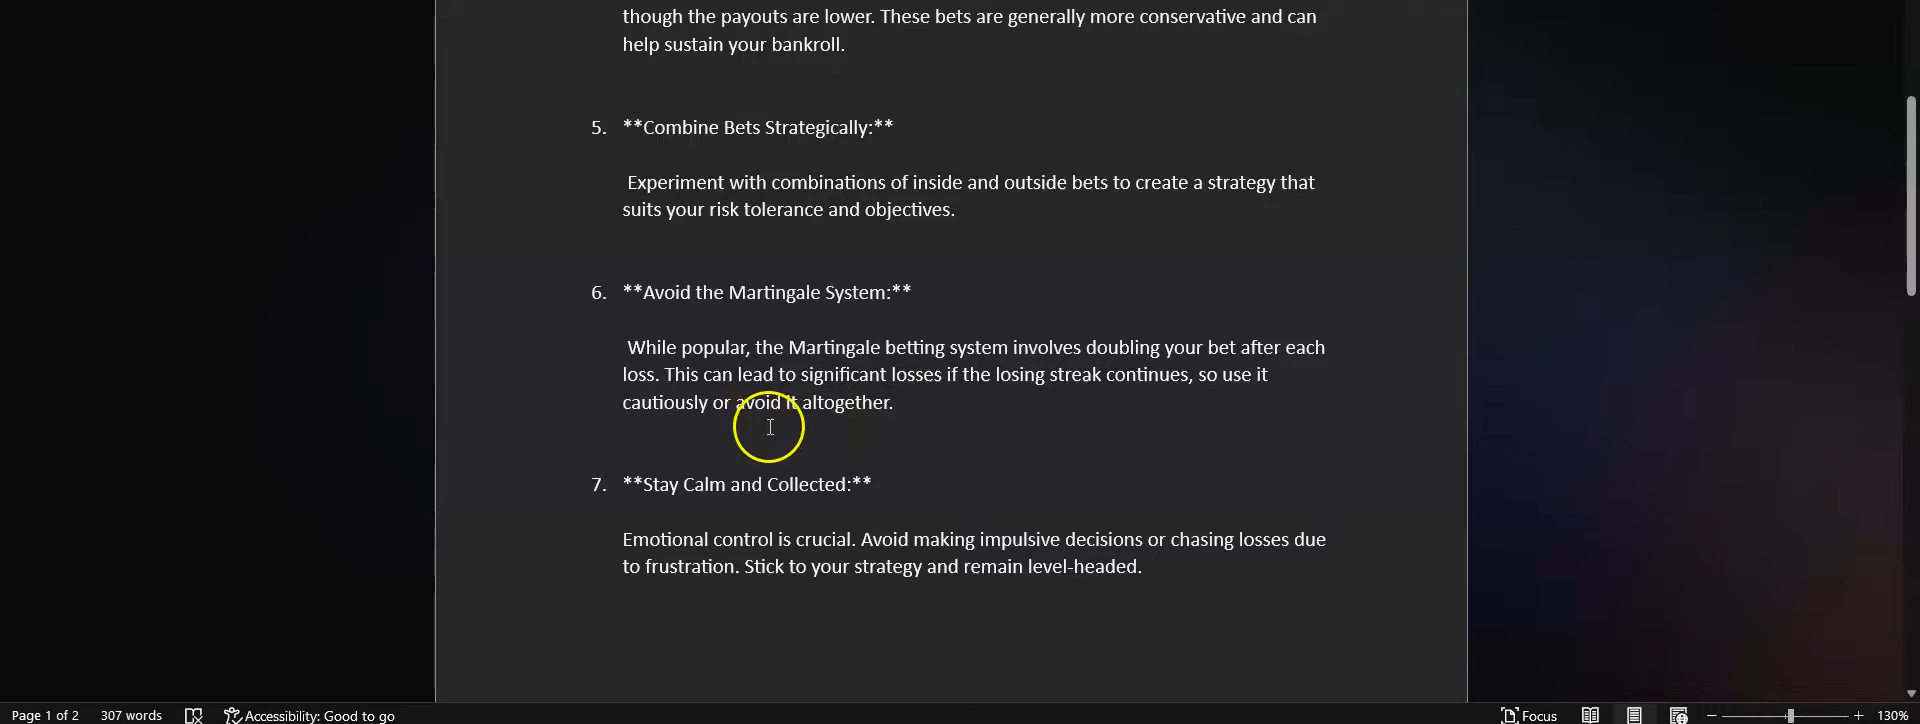 though the payouts are lower. These bets are generally more conservative and can
help sustain your bankroll.
5. **Combine Bets Strategically:**
Experiment with combinations of inside and outside bets to create a strategy that
suits your risk tolerance and objectives.
6. **Avoid the Martingale System:**
While popular, the Martingale betting system involves doubling your bet after each
loss. This can lead to significant losses if the losing streak continues, so use it
cautiously or avoid it altogether.
7. **Stay Calm and Collected:**
Emotional control is crucial. Avoid making impulsive decisions or chasing losses due
to frustration. Stick to your strategy and remain level-headed.
Page 1 of 2 307 words Accessibility: Good to go Focus 130%